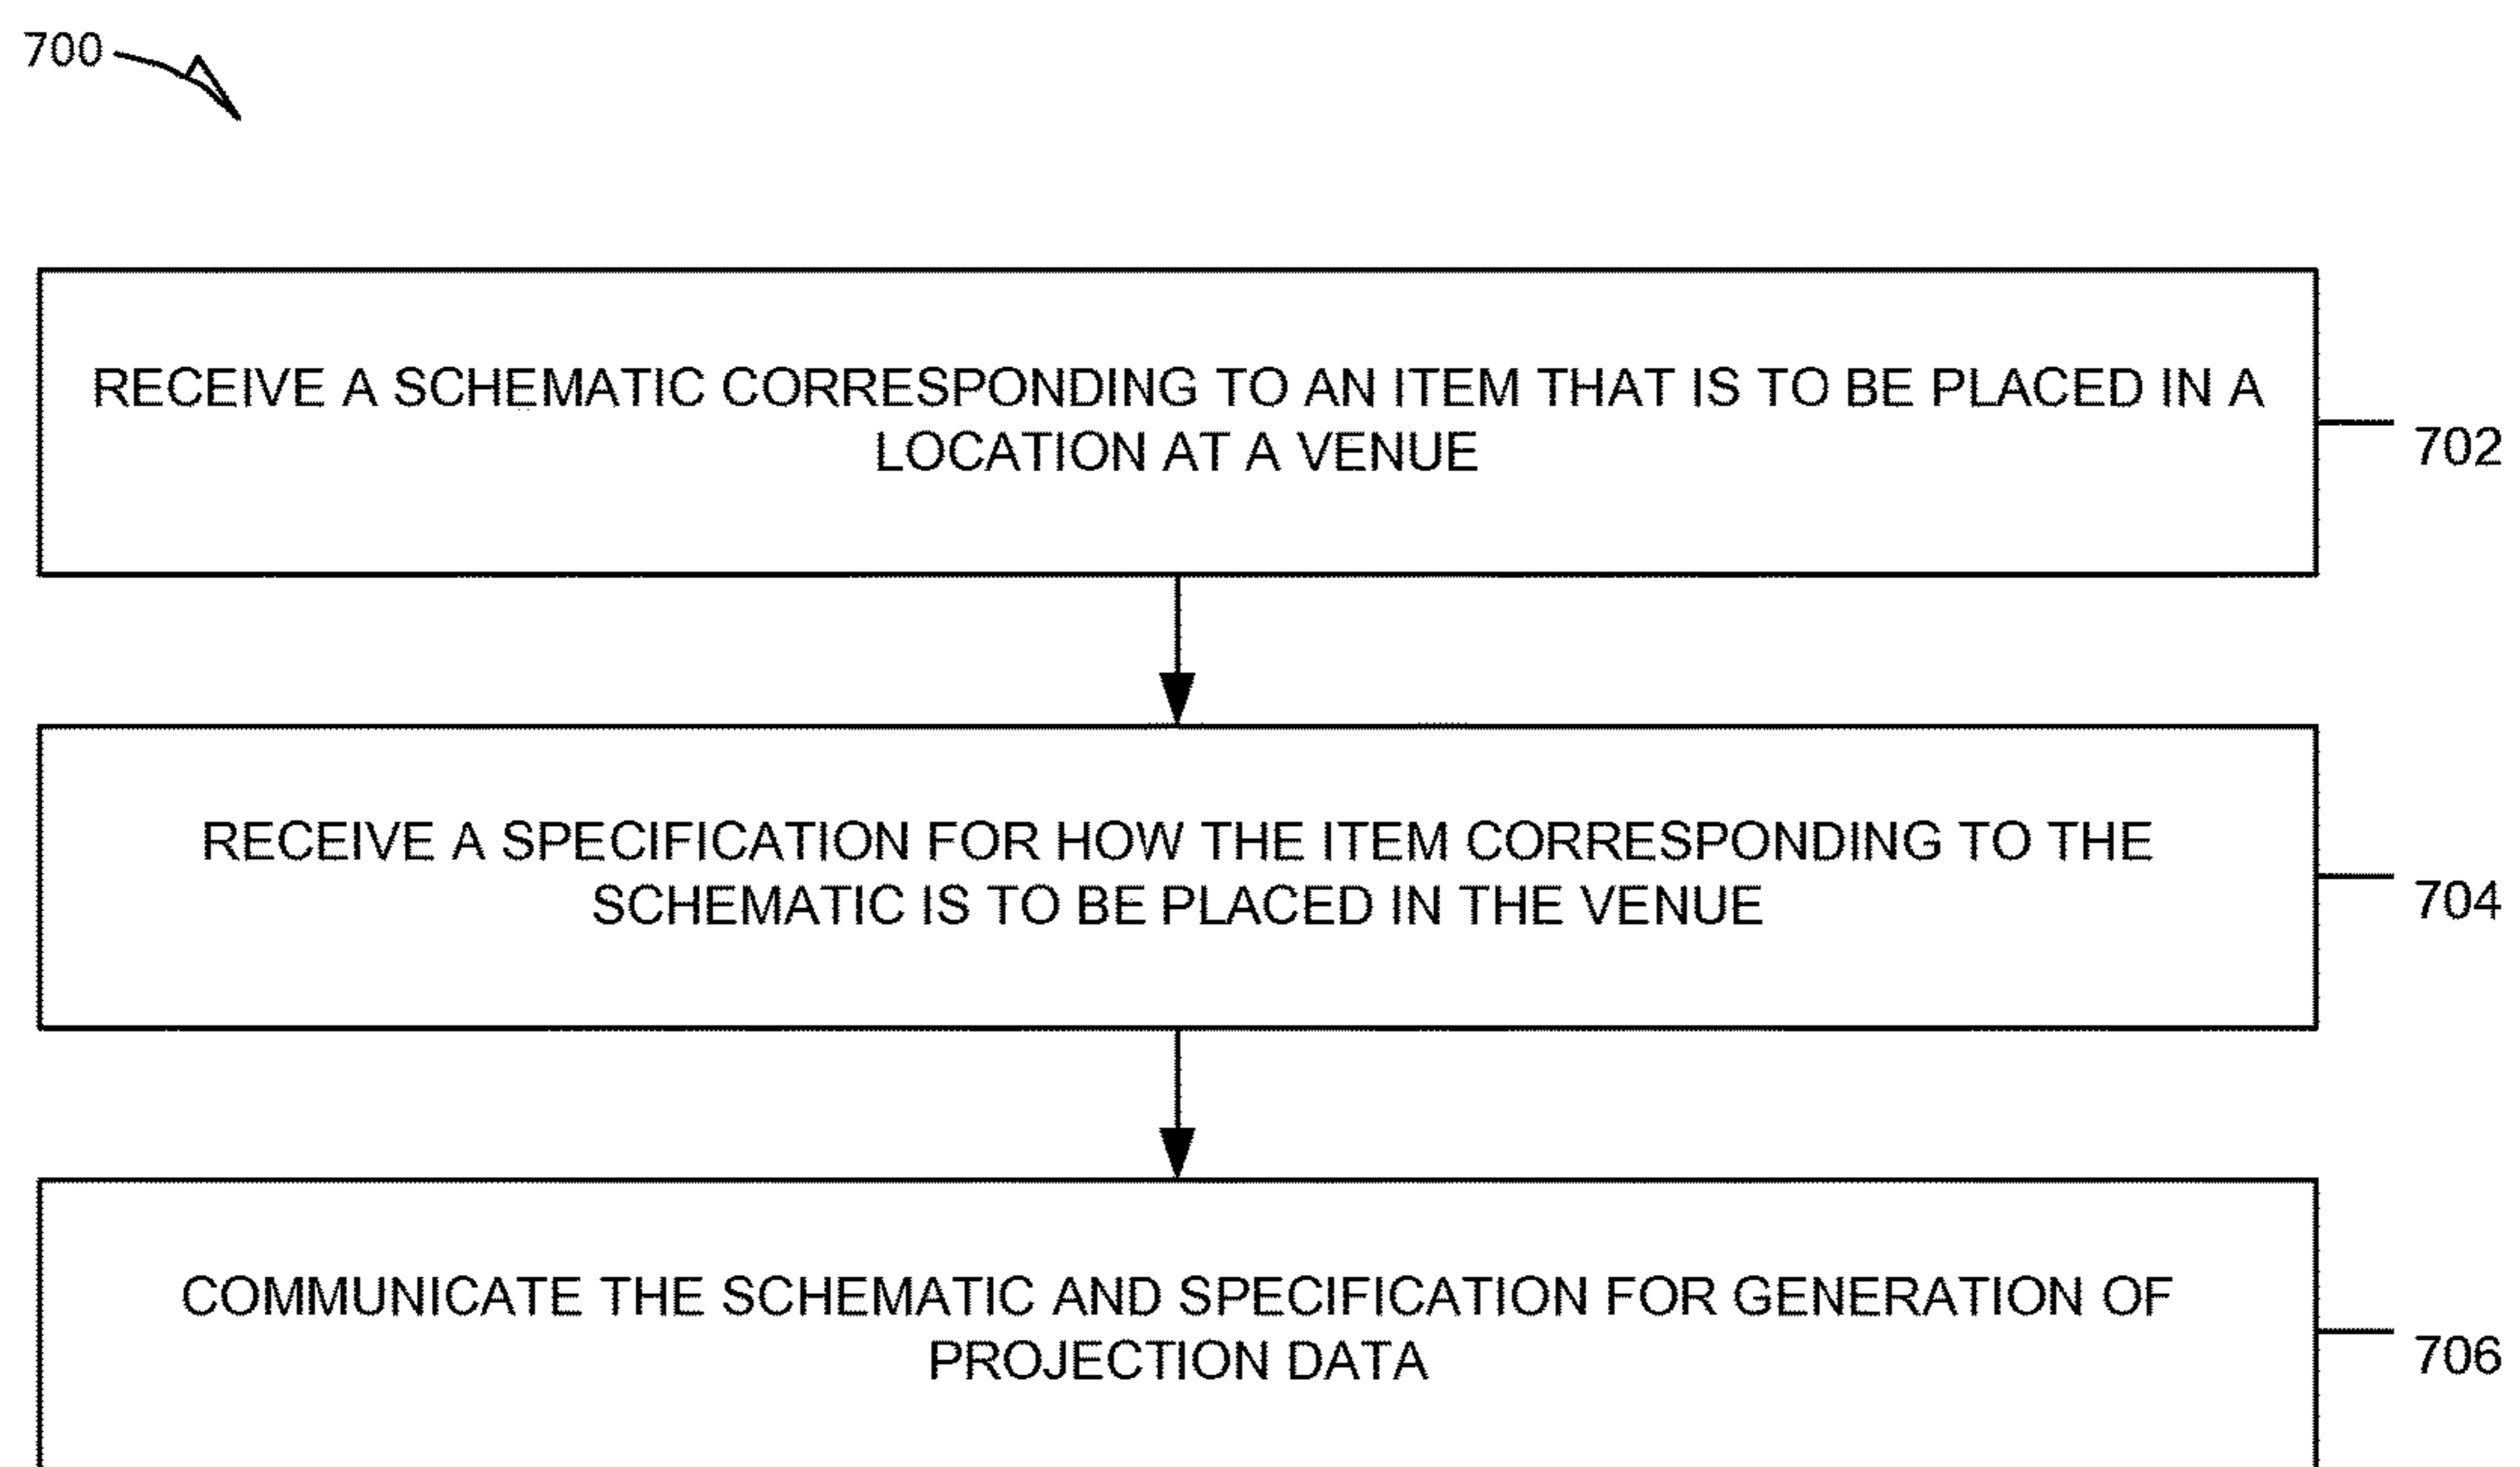 700
RECEIVE A SCHEMATIC CORRESPONDING TO AN ITEM THAT IS TO BE PLACED IN A
LOCATION AT A VENUE
702
RECEIVE A SPECIFICATION FOR HOW THE ITEM CORRESPONDING TO THE
SCHEMATIC IS TO BE PLACED IN THE VENUE
704
COMMUNICATE THE SCHEMATIC AND SPECIFICATION FOR GENERATION OF
PROJECTION DATA
706